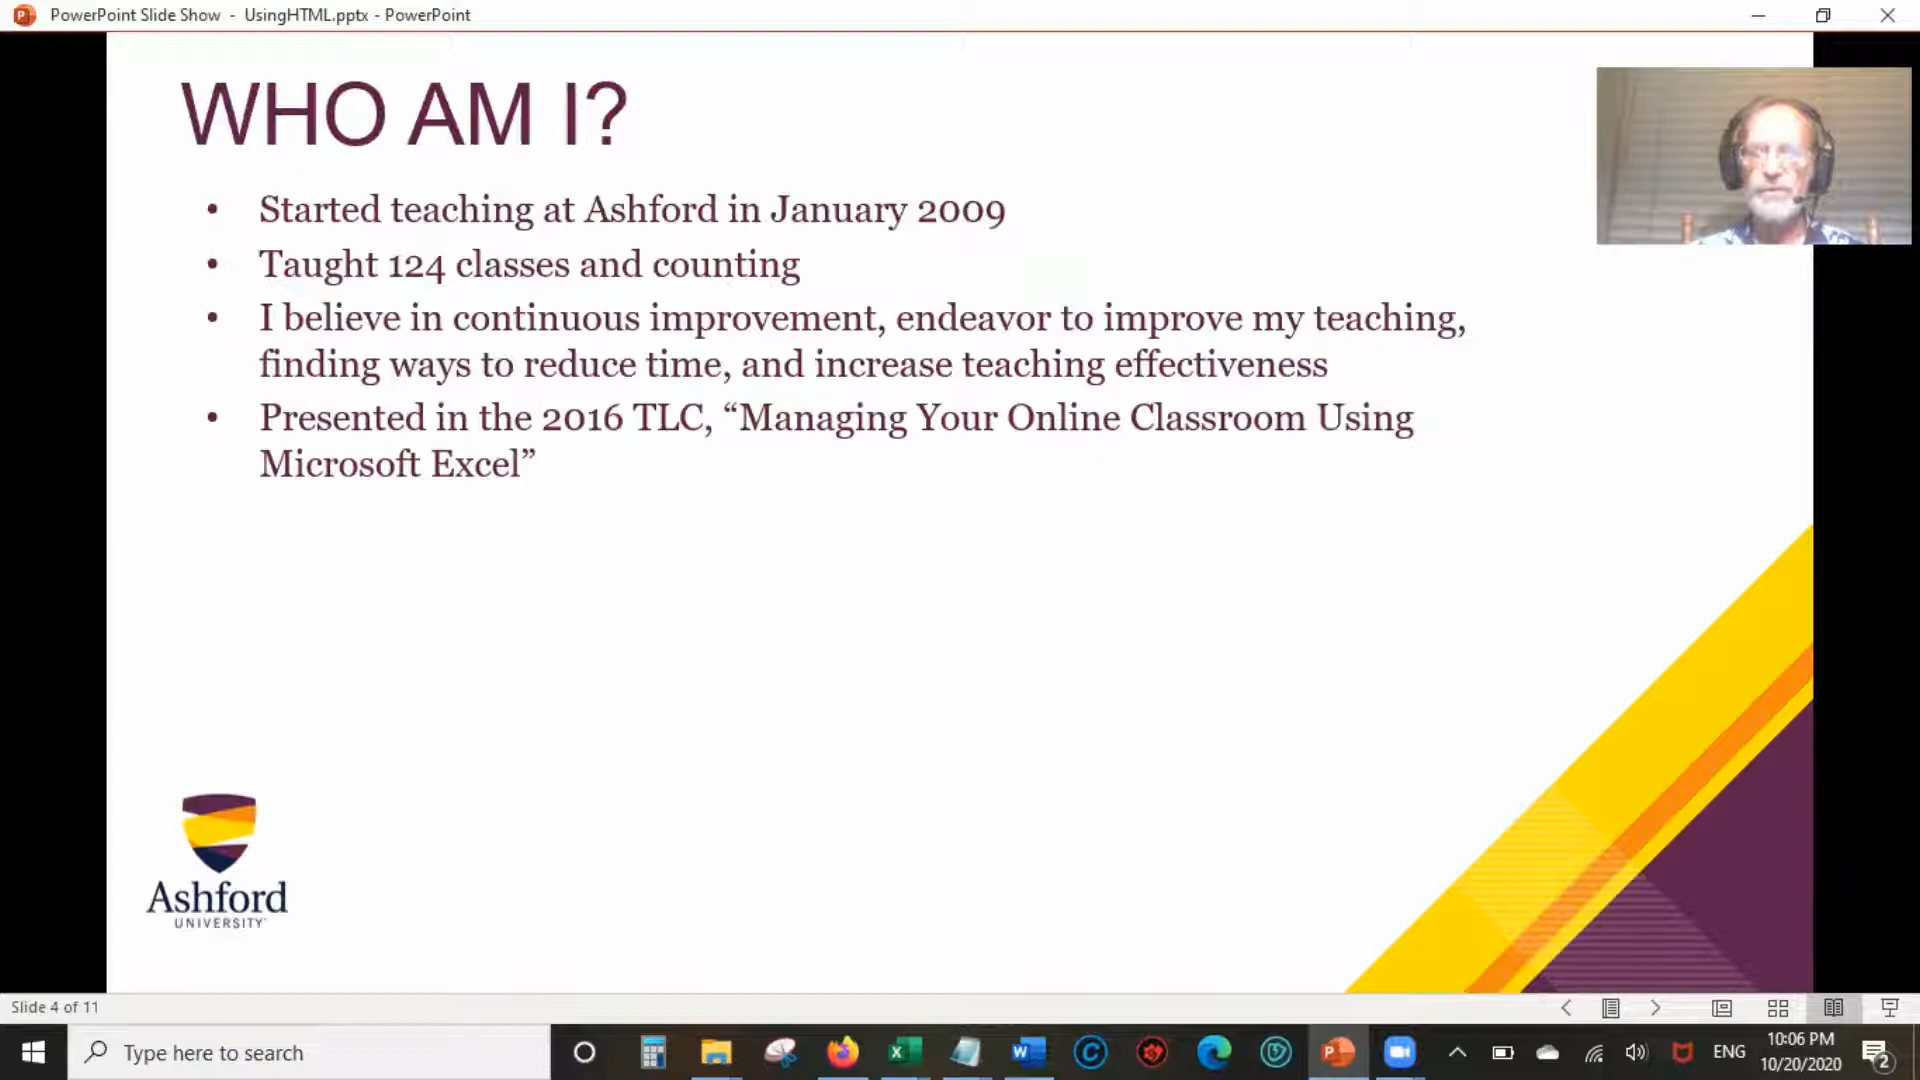 PowerPoint Slide Show - UsingHTML.pptx - PowerPoint
WHO AM I?
• Started teaching at Ashford in January 2009
• Taught 124 classes and counting
• I believe in continuous improvement, endeavor to improve my teaching,
finding ways to reduce time, and increase teaching effectiveness
• Presented in the 2016 TLC, “Managing Your Online Classroom Using
Microsoft Excel”
Ashford
UNIVERSITY
Slide 4 of 11
Type here to search
ENG
10:06 PM
10/20/2020
2